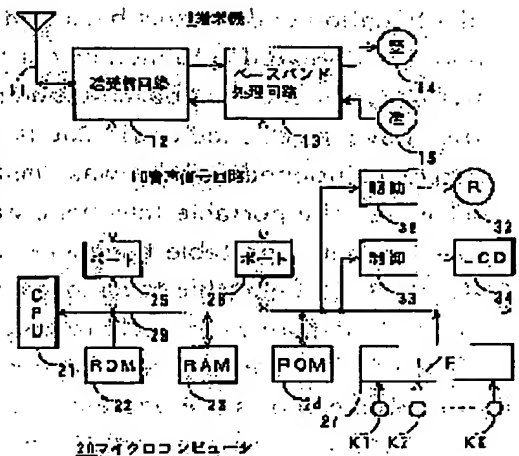 1端末機
11
送受信回路
12
ベースバンド
処理回路
13
受
14
送
15
10音声信号回路
駆動
31
R
32
制御
33
LCD
34
ポート
25
ポート
26
CPU
21
29
ROM
22
RAM
23
ROM
24
I/F
27
K1
K2
20マイクロコンピュータ